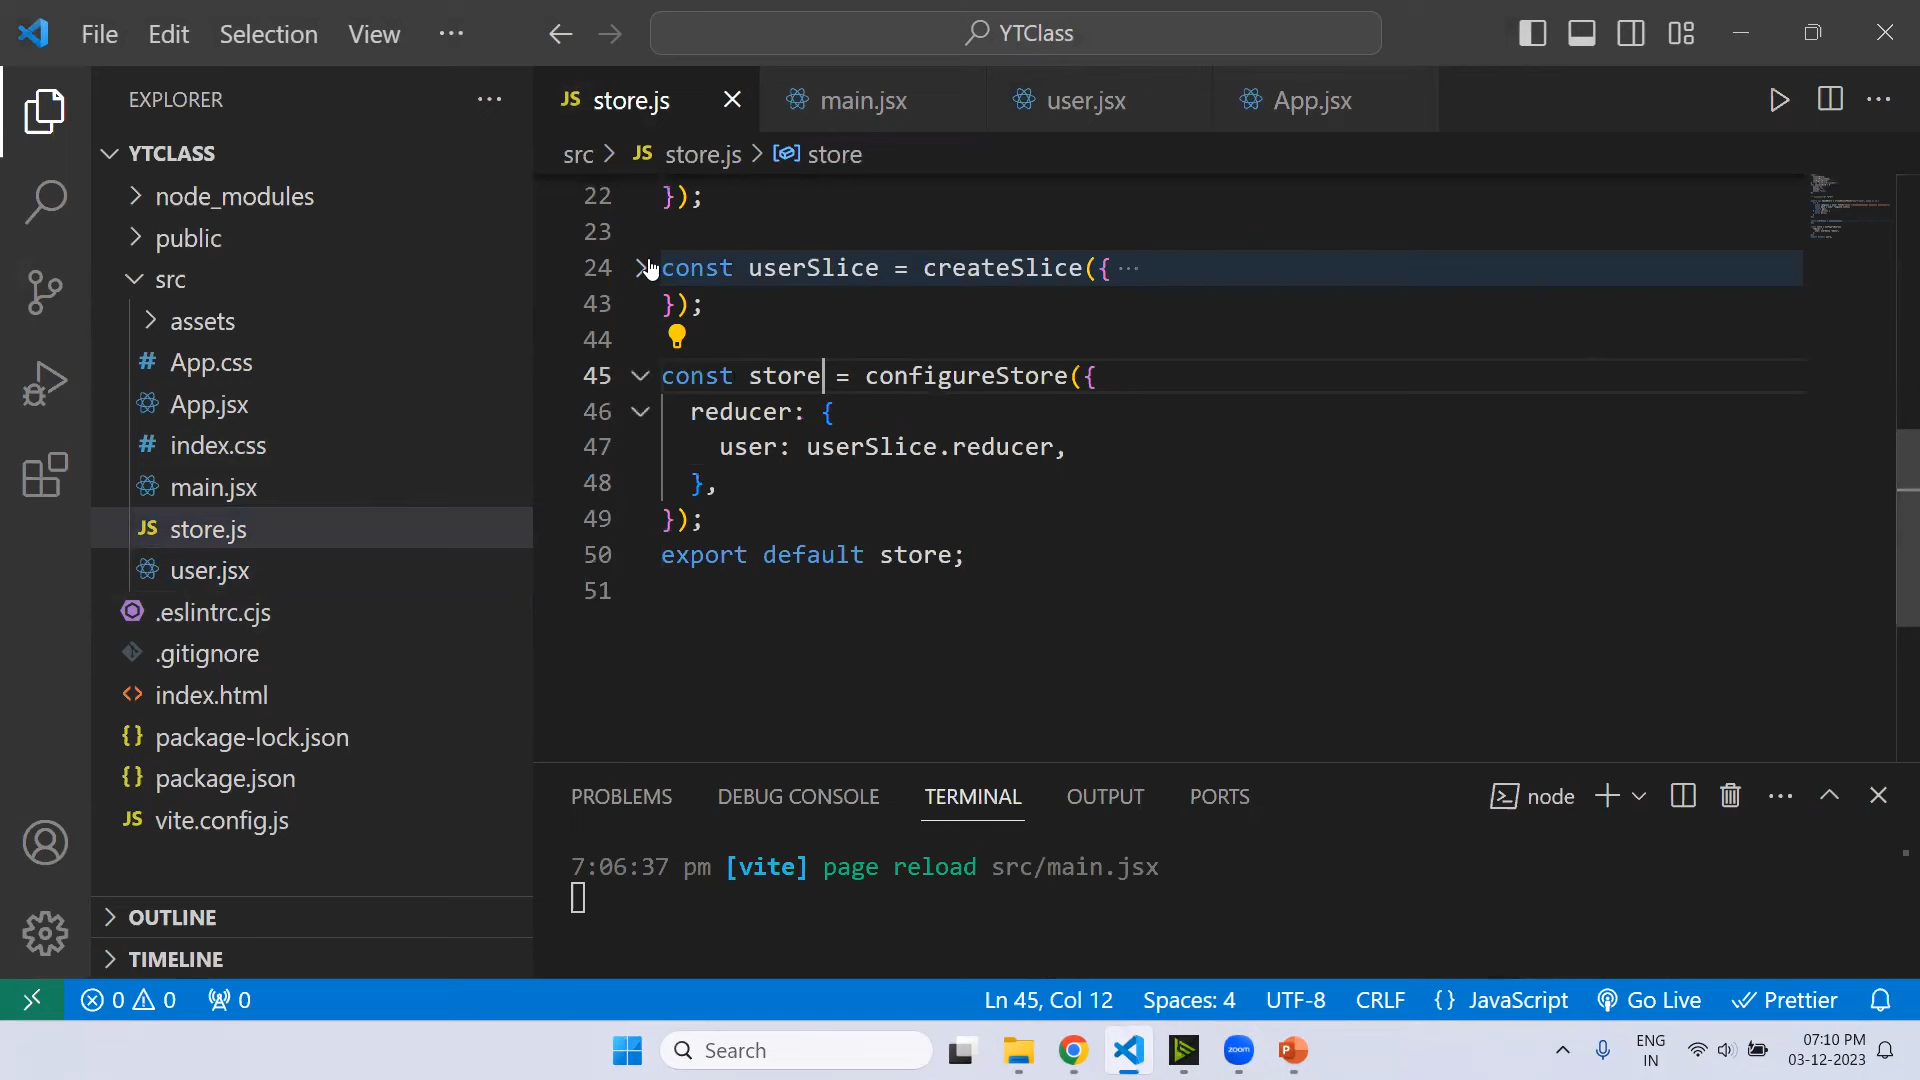 File Edit Selection View ··· YTClass
EXPLORER
YTCLASS
node_modules
public
src
assets
# App.css
App.jsx
# index.css
main.jsx
JS store.js
user.jsx
.eslintrc.cjs
.gitignore
<> index.html
{} package-lock.json
{} package.json
JS vite.config.js
OUTLINE
TIMELINE
JS store.js main.jsx user.jsx App.jsx
src > JS store.js > store
22 });
23
24 const userSlice = createSlice({ ···
43 });
44
45 const store = configureStore({
46 reducer: {
47 user: userSlice.reducer,
48 },
49 });
50 export default store;
51
PROBLEMS DEBUG CONSOLE TERMINAL OUTPUT PORTS node
7:06:37 pm [vite] page reload src/main.jsx
0 0 0 Ln 45, Col 12 Spaces: 4 UTF-8 CRLF {} JavaScript Go Live Prettier
Search zoom P ENG IN 07:10 PM 03-12-2023